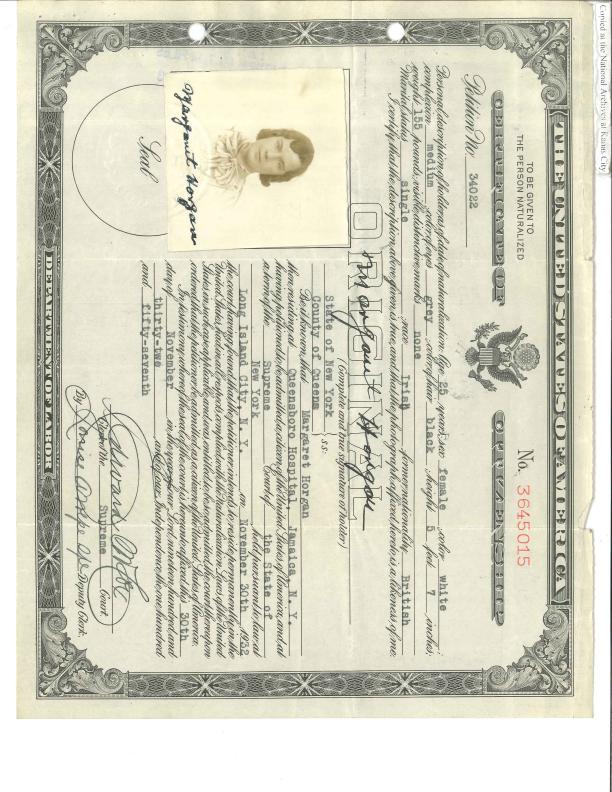 Copied at the National Archives at Kansas City
THE UNITED STATES OF AMERICA
TO BE GIVEN TO
THE PERSON NATURALIZED
No. 3645015
CERTIFICATE OF CITIZENSHIP
Petition No. 34022
Personal description of holder as of date of naturalization: Age 25 years; sex female color white
complexion medium color of eyes grey color of hair black height 5 feet 7 inches;
weight 155 pounds; visible distinctive marks none
Marital status single race Irish former nationality British
I certify that the description above given is true, and that the photograph affixed hereto is a likeness of me.
ORIGINAL
Margaret Horgan
(Complete and true signature of holder)
State of New York
County of Queens
s.s:
Be it known, that Margaret Horgan
then residing at Queensboro Hospital, Jamaica N. Y.
having petitioned to be admitted a citizen of the United States of America, and at
a term of the Supreme Court of the State of
New York held pursuant to law, at
Long Island City, N. Y. on November 30th 1932
the court having found that the petitioner intends to reside permanently in the
United States, had in all respects complied with the Naturalization Laws of the United
States in such case applicable, and was entitled to be so admitted, the court thereupon
ordered that the petitioner be admitted as a citizen of the United States of America.
In testimony whereof the seal of the court is hereunto affixed this 30th
day of November in the year of our Lord nineteen hundred and
thirty-two and of our Independence the one hundred
and fifty-seventh
Margaret Horgan
Seal
Clerk of the Supreme Court.
By Deputy Clerk.
DEPARTMENT OF LABOR